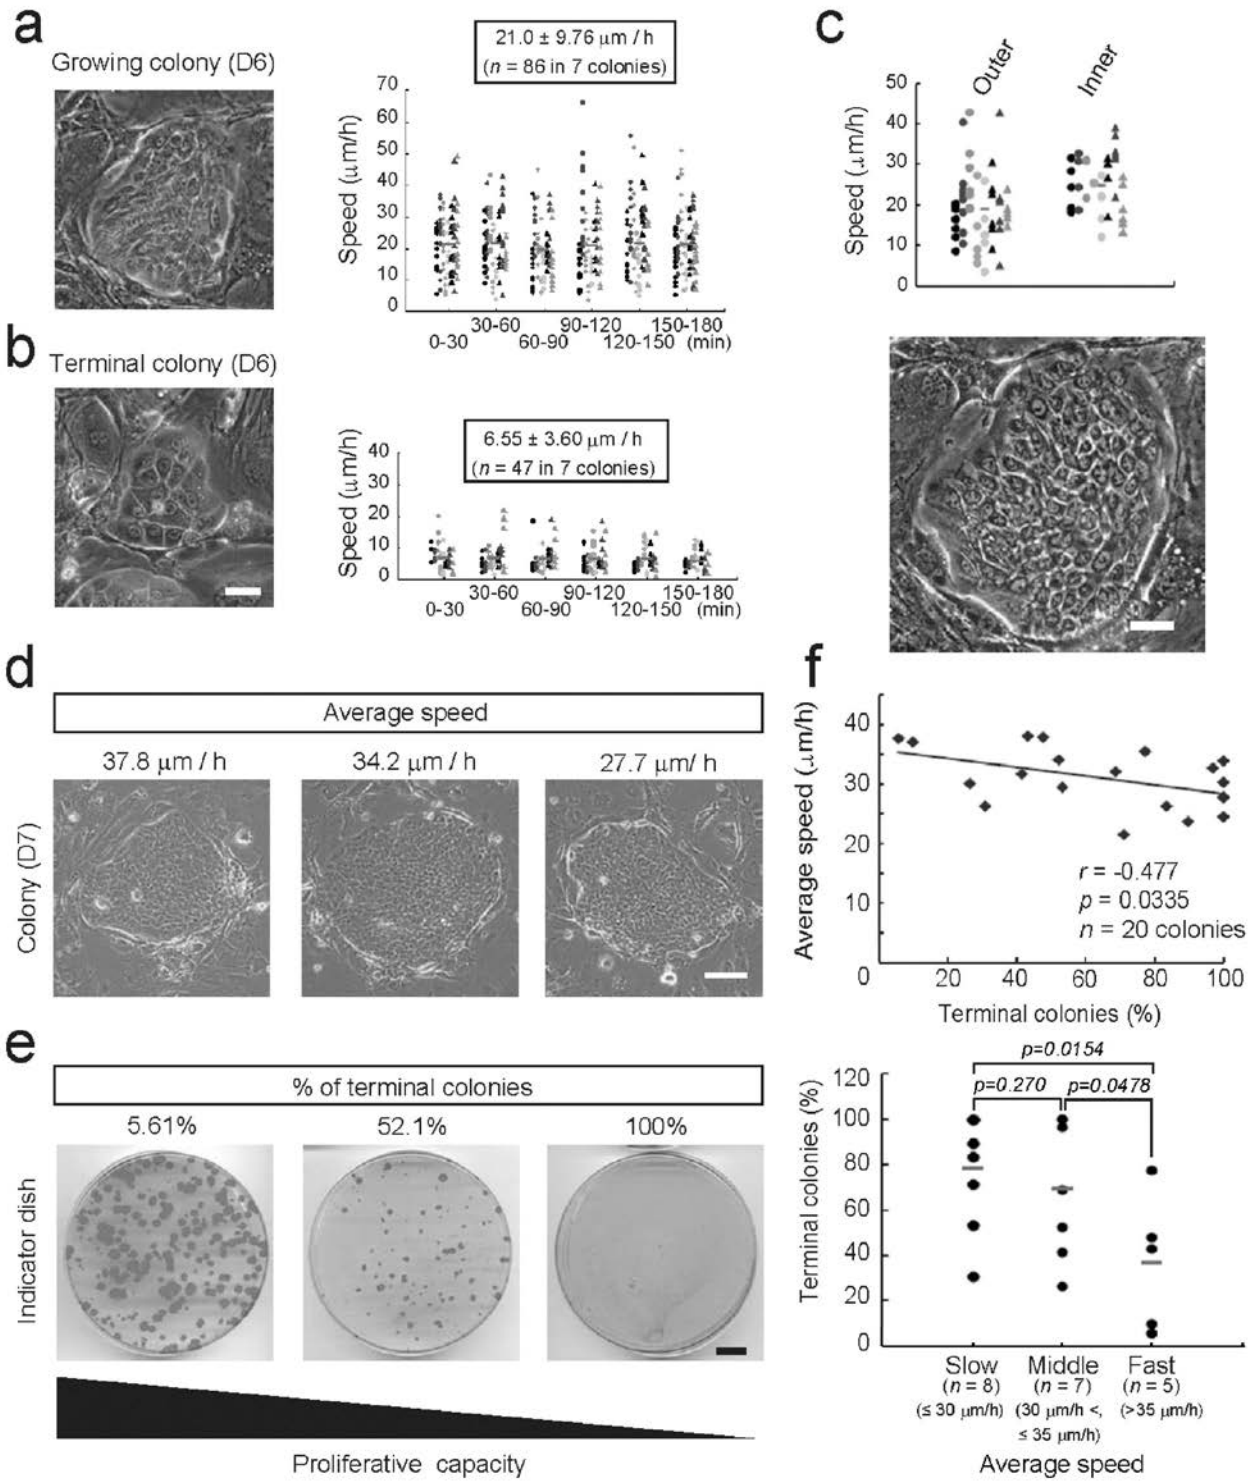 a
Growing colony (D6)
21.0 ± 9.76 µm / h
(n = 86 in 7 colonies)
Speed (µm/h)
70
60
50
40
30
20
10
0
30-60 90-120 150-180
0-30 60-90 120-150 (min)
b
Terminal colony (D6)
6.55 ± 3.60 µm / h
(n = 47 in 7 colonies)
Speed (µm/h)
40
30
20
10
0
30-60 90-120 150-180
0-30 60-90 120-150 (min)
c
Outer
Inner
Speed (µm/h)
50
40
30
20
10
0
d
Average speed
37.8 µm / h 34.2 µm / h 27.7 µm/ h
Colony (D7)
e
% of terminal colonies
5.61% 52.1% 100%
Indicator dish
Proliferative capacity
f
Average speed (µm/h)
40
30
20
10
0
r = -0.477
p = 0.0335
n = 20 colonies
20 40 60 80 100
Terminal colonies (%)
p=0.0154
p=0.270 p=0.0478
Terminal colonies (%)
120
100
80
60
40
20
0
Slow Middle Fast
(n = 8) (n = 7) (n = 5)
(≤ 30 µm/h) (30 µm/h <, (>35 µm/h)
≤ 35 µm/h)
Average speed